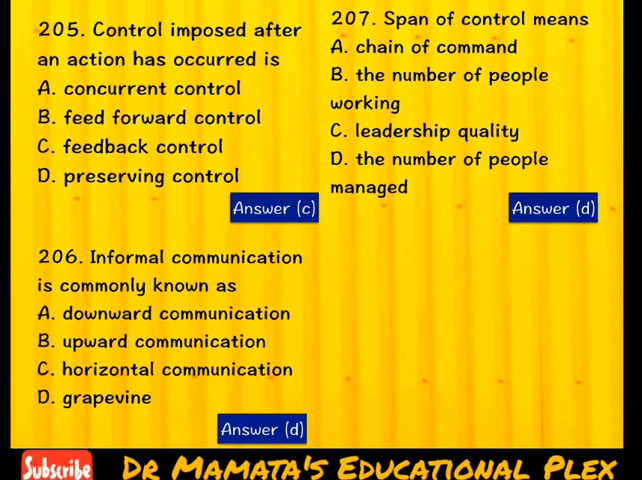 205. Control imposed after
an action has occurred is
A. concurrent control
B. feed forward control
C. feedback control
D. preserving control
Answer (c)
206. Informal communication
is commonly known as
A. downward communication
B. upward communication
C. horizontal communication
D. grapevine
Answer (d)
207. Span of control means
A. chain of command
B. the number of people
working
C. leadership quality
D. the number of people
managed
Answer (d)
Subscribe
Dr Mamata's Educational Plex